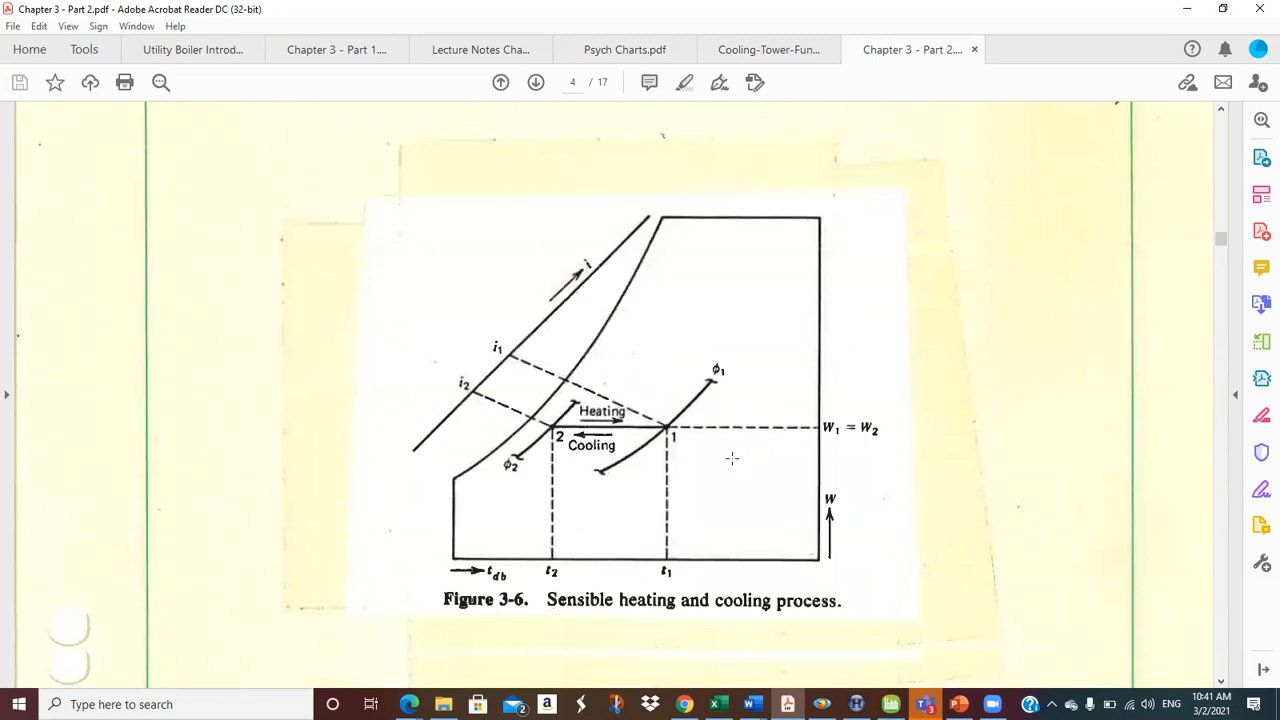 Chapter 3 - Part 2.pdf - Adobe Acrobat Reader DC (32-bit)
File Edit View Sign Window Help
Home Tools Utility Boiler Introd... Chapter 3 - Part 1.... Lecture Notes Cha... Psych Charts.pdf Cooling-Tower-Fun... Chapter 3 - Part 2.... ×
4 / 17
i
i₁
i₂
ϕ₁
Heating
2 1
Cooling
ϕ₂
W₁ = W₂
W
t_db t₂ t₁
Figure 3-6. Sensible heating and cooling process.
Type here to search
2
3
ENG
10:41 AM
3/2/2021